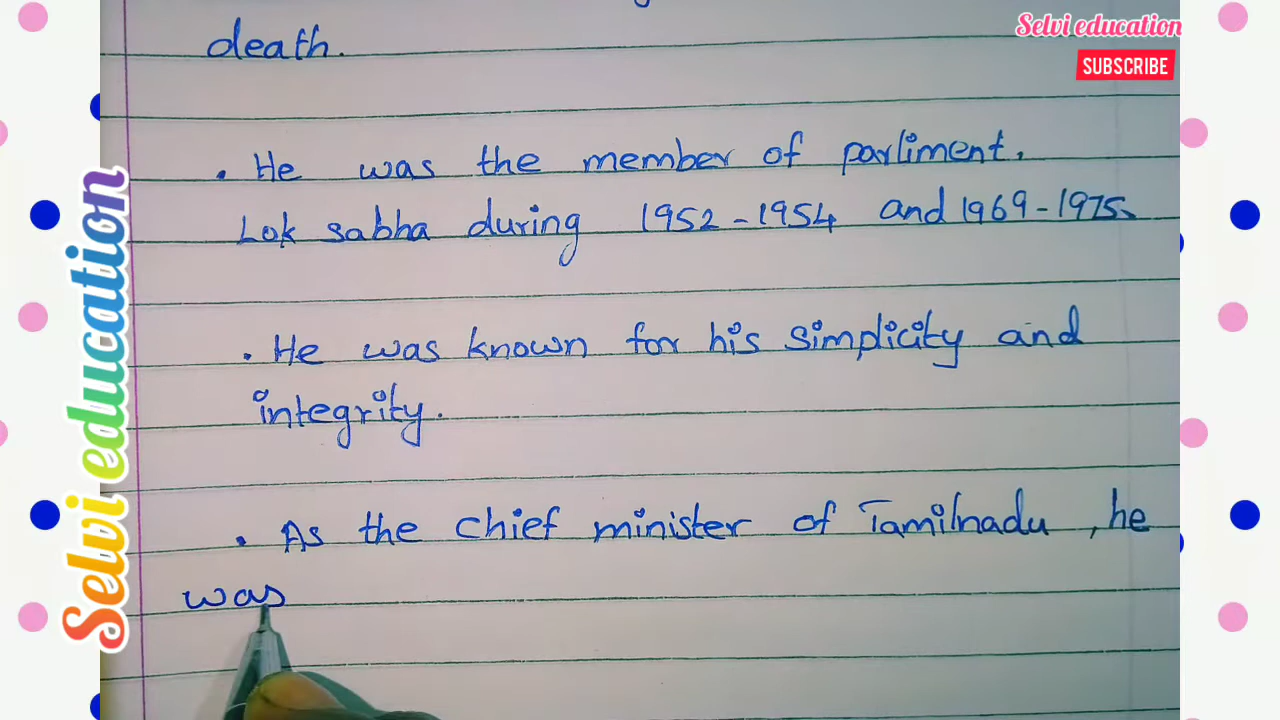 Selvi education
SUBSCRIBE
Selvi education
death.
. He was the member of parliment.
Lok sabha during 1952-1954 and 1969-1975.
. He was known for his simplicity and
integrity.
. As the chief minister of Tamilnadu, he
was